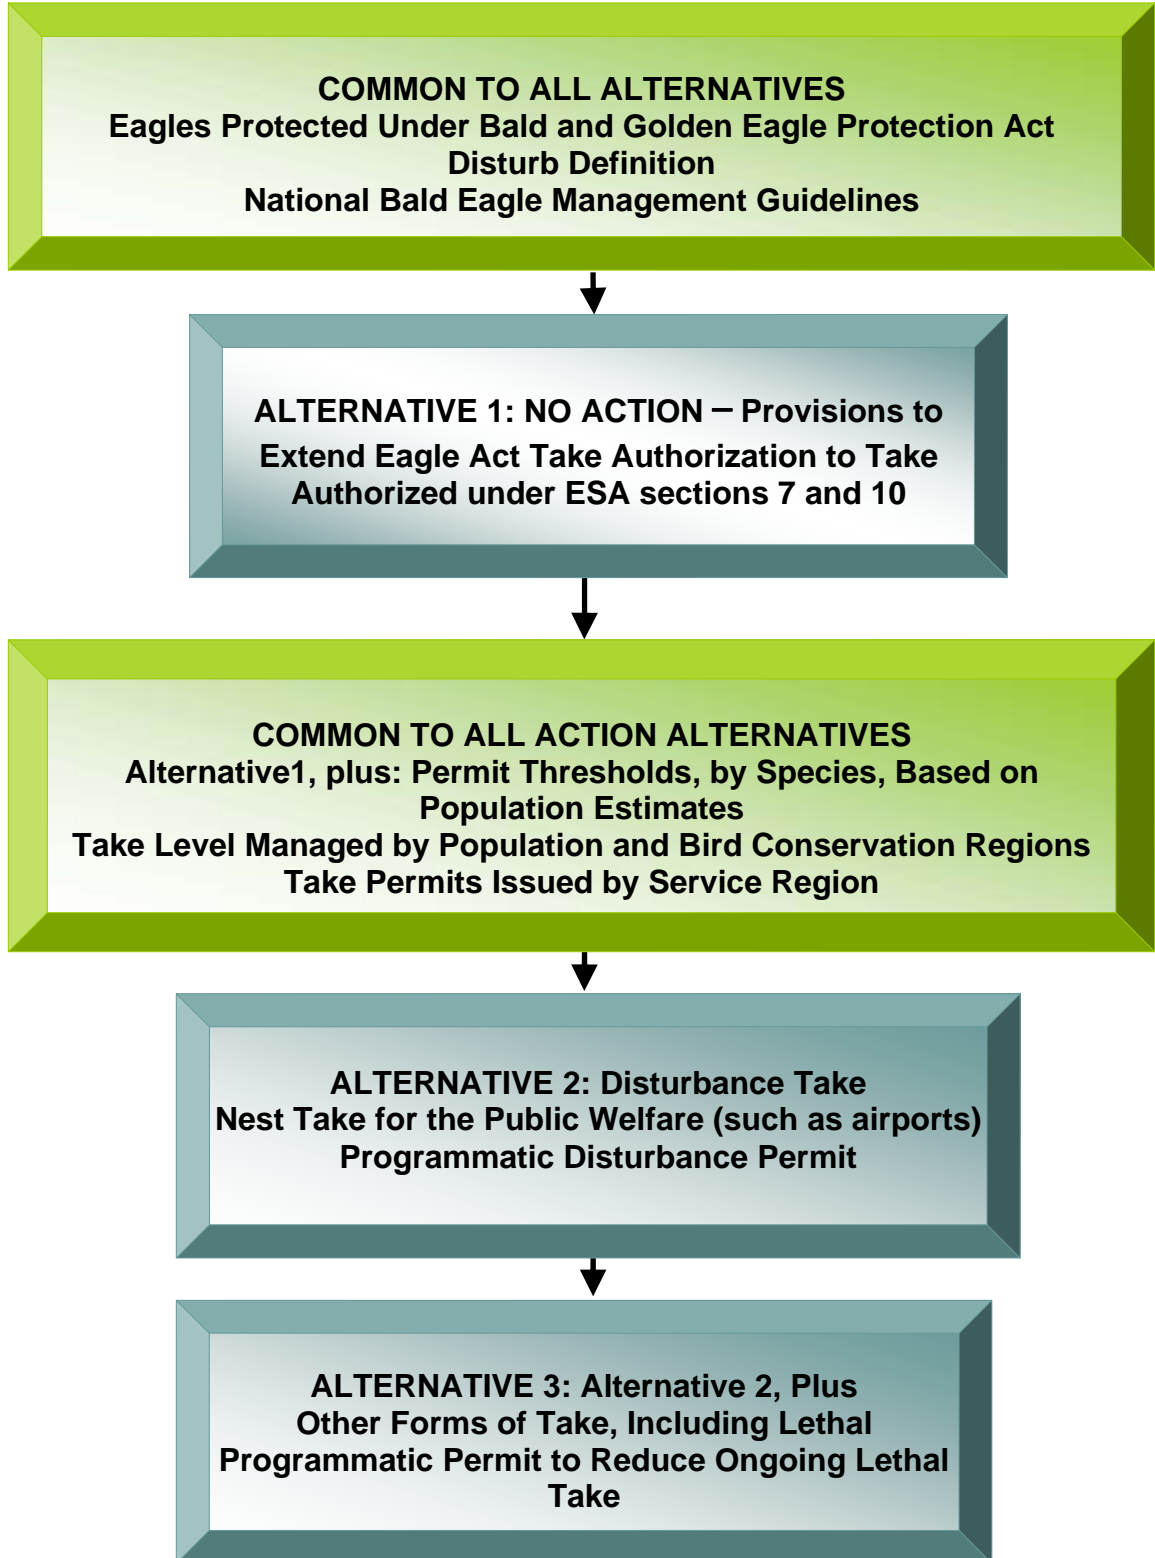 COMMON TO ALL ALTERNATIVES
Eagles Protected Under Bald and Golden Eagle Protection Act
Disturb Definition
National Bald Eagle Management Guidelines
ALTERNATIVE 1: NO ACTION – Provisions to
Extend Eagle Act Take Authorization to Take
Authorized under ESA sections 7 and 10
COMMON TO ALL ACTION ALTERNATIVES
Alternative1, plus: Permit Thresholds, by Species, Based on
Population Estimates
Take Level Managed by Population and Bird Conservation Regions
Take Permits Issued by Service Region
ALTERNATIVE 2: Disturbance Take
Nest Take for the Public Welfare (such as airports)
Programmatic Disturbance Permit
ALTERNATIVE 3: Alternative 2, Plus
Other Forms of Take, Including Lethal
Programmatic Permit to Reduce Ongoing Lethal
Take